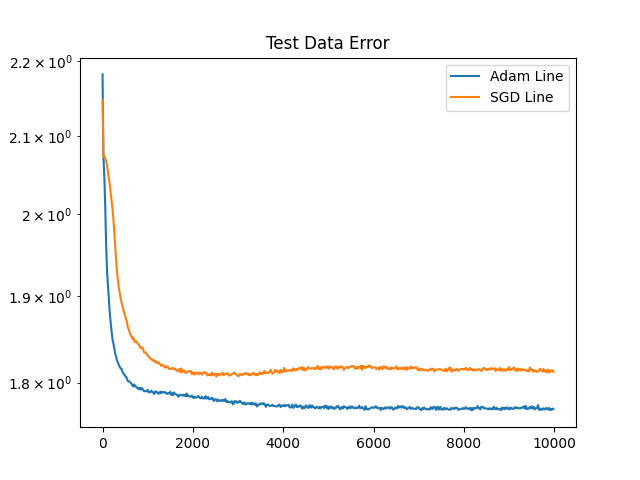 Test Data Error
Adam Line
SGD Line
2.2 × 10⁰
2.1 × 10⁰
2 × 10⁰
1.9 × 10⁰
1.8 × 10⁰
0 2000 4000 6000 8000 10000